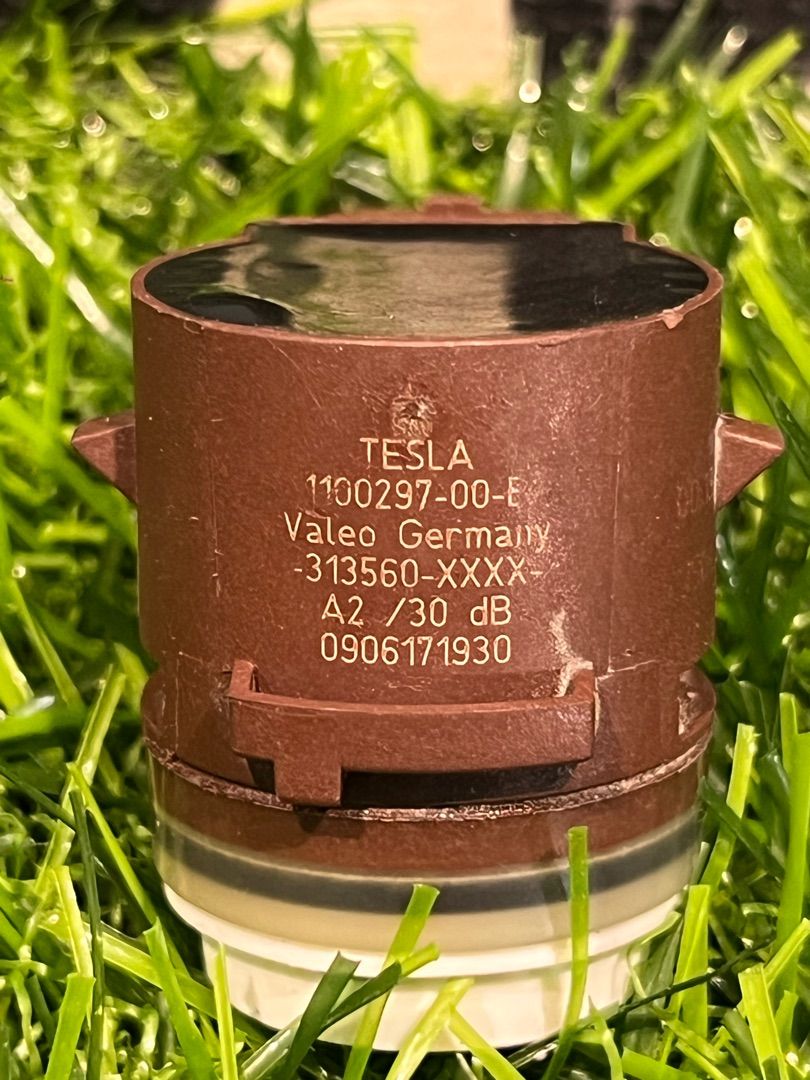 TESLA
1100297-00-E
Valeo Germany
-313560-XXXX-
A2 /30 dB
0906171930